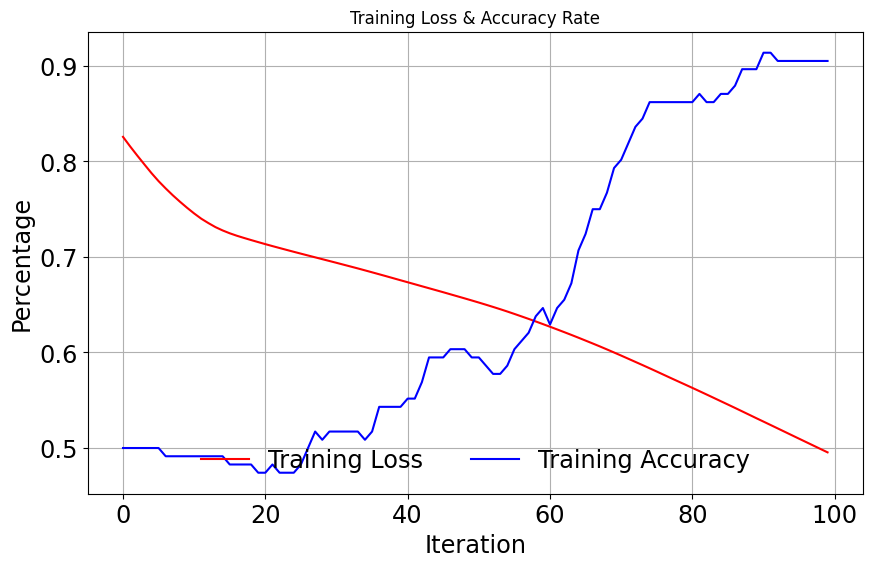 Training Loss & Accuracy Rate
0.9
0.8
0.7
0.6
0.5
Percentage
Training Loss Training Accuracy
0 20 40 60 80 100
Iteration